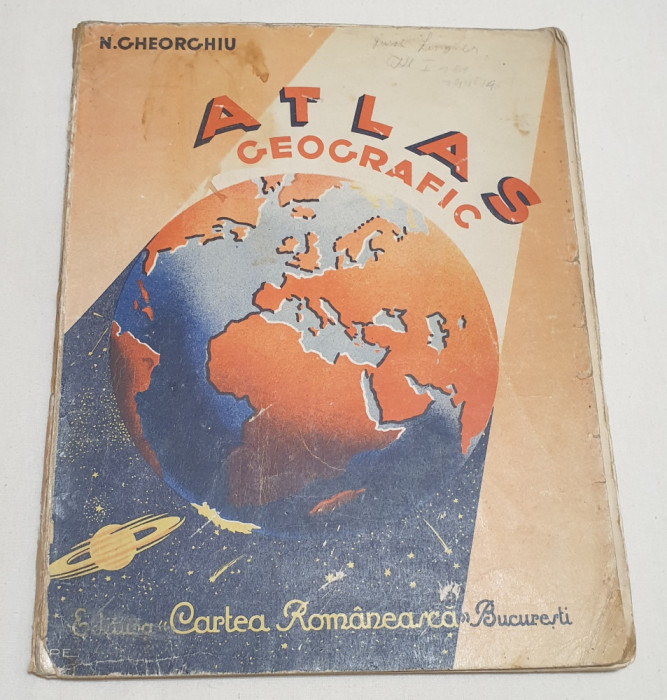 N. GHEORGHIU
ATLAS
GEOGRAFIC
Editura "Cartea Românească" București